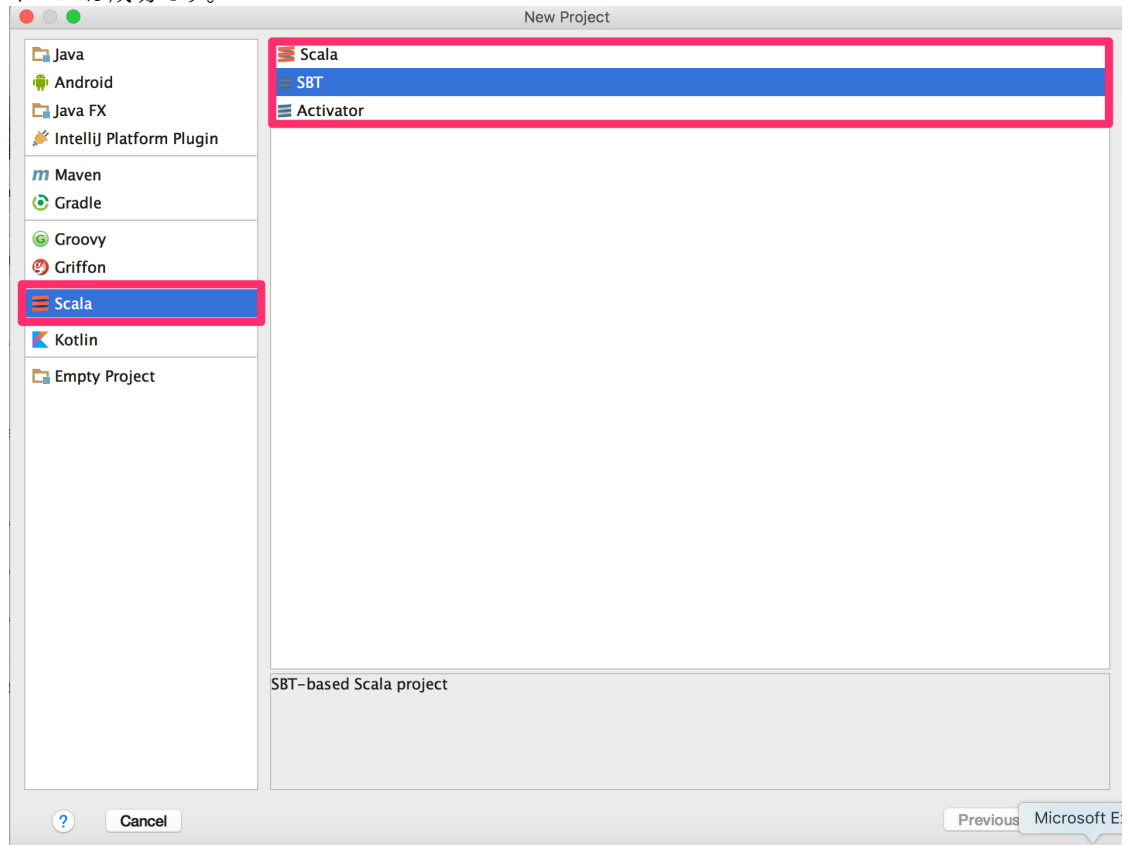 New Project
Java
Android
Java FX
IntelliJ Platform Plugin
Maven
Gradle
Groovy
Griffon
Scala
Kotlin
Empty Project
Scala
SBT
Activator
SBT-based Scala project
?
Cancel
Previous
Microsoft